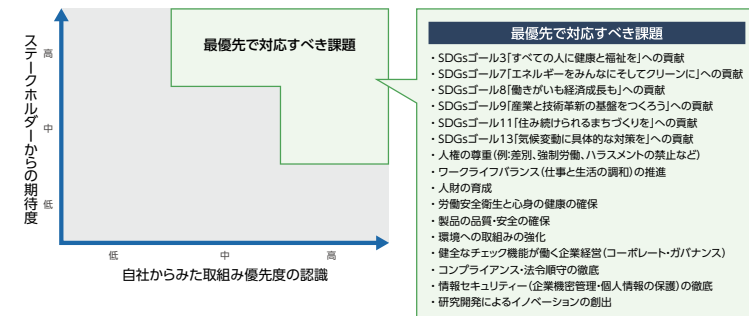 ステークホルダーからの期待度
高
中
低
最優先で対応すべき課題
低 中 高
自社からみた取組み優先度の認識
最優先で対応すべき課題
・SDGsゴール3「すべての人に健康と福祉を」への貢献
・SDGsゴール7「エネルギーをみんなにそしてクリーンに」への貢献
・SDGsゴール8「働きがいも経済成長も」への貢献
・SDGsゴール9「産業と技術革新の基盤をつくろう」への貢献
・SDGsゴール11「住み続けられるまちづくりを」への貢献
・SDGsゴール13「気候変動に具体的な対策を」への貢献
・人権の尊重(例:差別、強制労働、ハラスメントの禁止など)
・ワークライフバランス(仕事と生活の調和)の推進
・人財の育成
・労働安全衛生と心身の健康の確保
・製品の品質・安全の確保
・環境への取組みの強化
・健全なチェック機能が働く企業経営(コーポレート・ガバナンス)
・コンプライアンス・法令順守の徹底
・情報セキュリティー(企業機密管理・個人情報の保護)の徹底
・研究開発によるイノベーションの創出